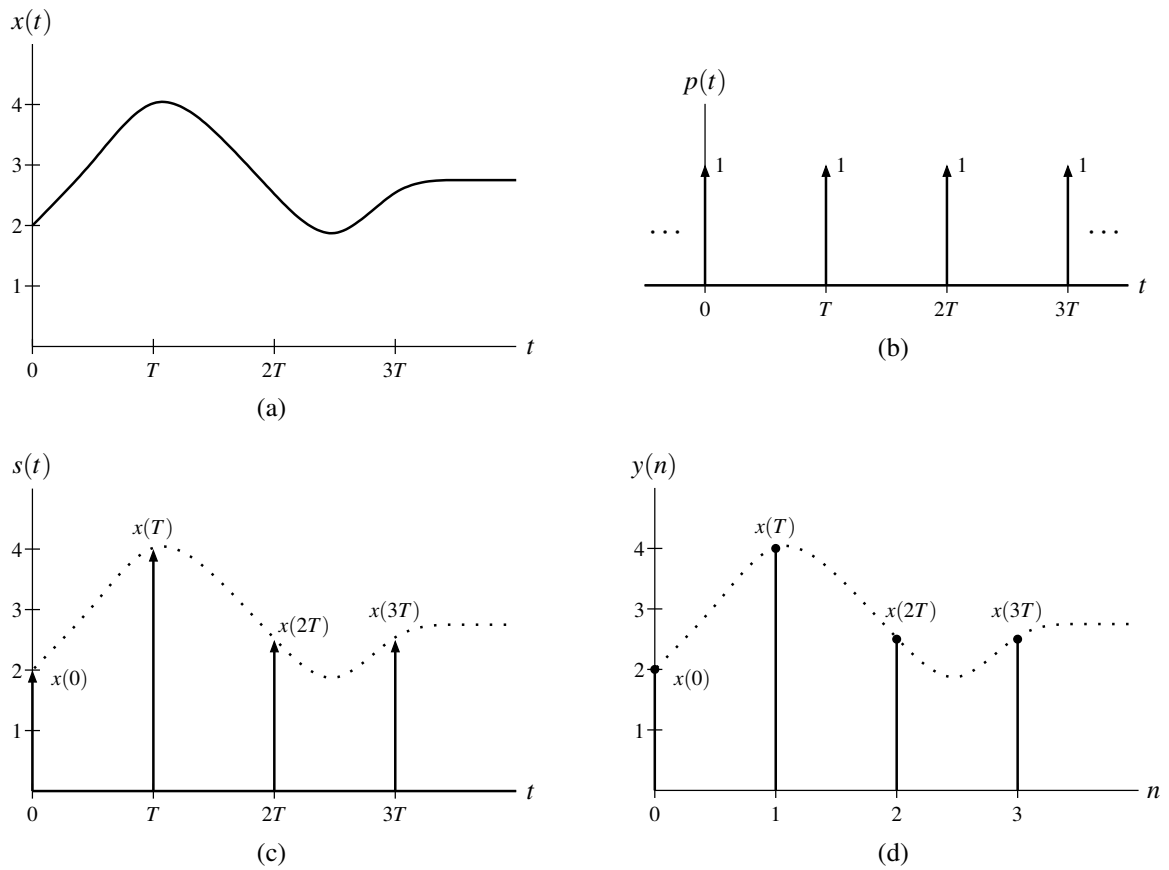 x(t)
4
3
2
1
0 T 2T 3T t
(a)
p(t)
1 1 1 1
··· ···
0 T 2T 3T t
(b)
s(t)
x(T)
4
3
x(2T) x(3T)
2
x(0)
1
0 T 2T 3T t
(c)
y(n)
x(T)
4
3
x(2T) x(3T)
2
x(0)
1
0 1 2 3 n
(d)